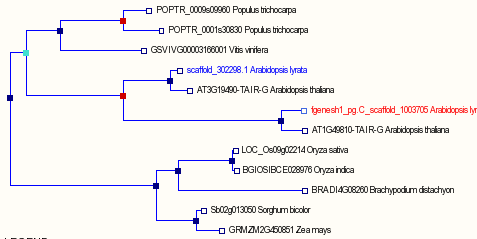 POPTR_0009s09960 Populus trichocarpa
POPTR_0001s30830 Populus trichocarpa
GSVIVG00003166001 Vitis vinifera
scaffold_302298.1 Arabidopsis lyrata
AT3G19490-TAIR-G Arabidopsis thaliana
fgenesh1_pg.C_scaffold_1003705 Arabidopsis lyr
AT1G49810-TAIR-G Arabidopsis thaliana
LOC_Os09g02214 Oryza sativa
BGIOSIBCE028976 Oryza indica
BRADI4G08260 Brachypodium distachyon
Sb02g013050 Sorghum bicolor
GRMZM2G450851 Zea mays